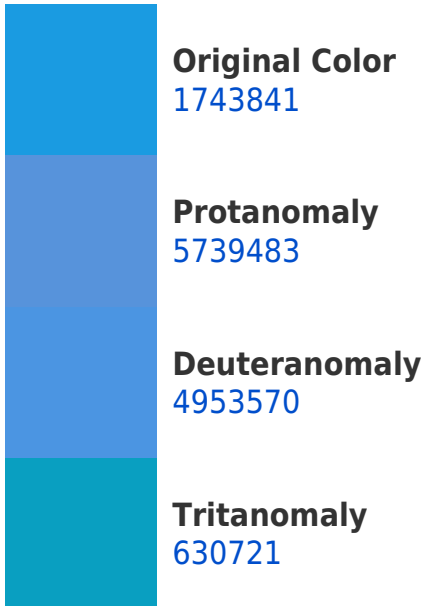 Original Color
1743841
Protanomaly
5739483
Deuteranomaly
4953570
Tritanomaly
630721